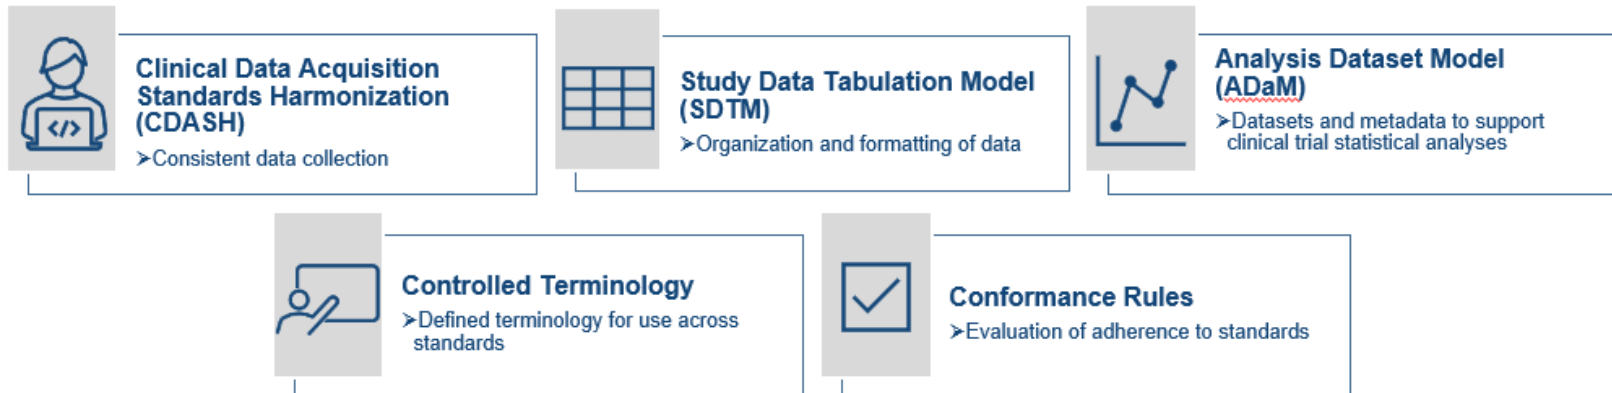 Clinical Data Acquisition
Standards Harmonization
(CDASH)
➢Consistent data collection
Study Data Tabulation Model
(SDTM)
➢Organization and formatting of data
Analysis Dataset Model
(ADaM)
➢Datasets and metadata to support
clinical trial statistical analyses
Controlled Terminology
➢Defined terminology for use across
standards
Conformance Rules
➢Evaluation of adherence to standards